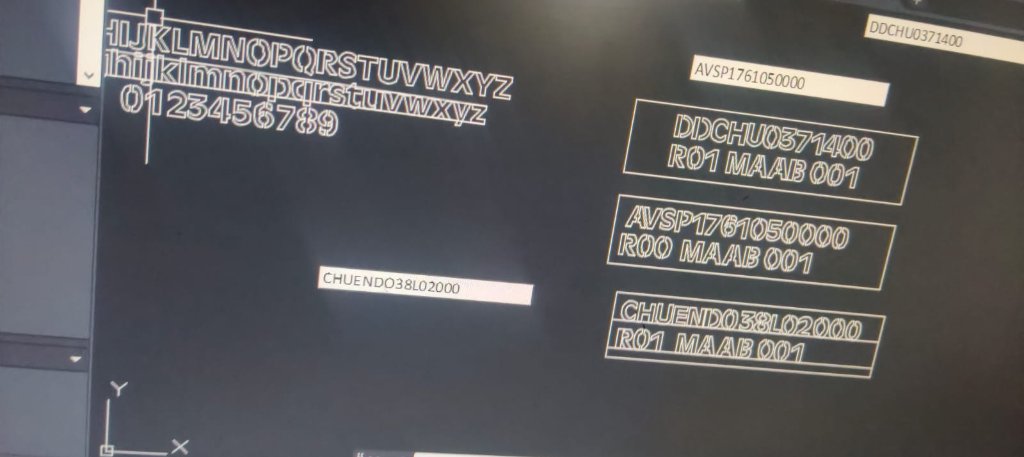 HIJKLMNOPQRSTUVWXYZ
hijklmnopqrstuvwxyz
0123456789
DDCHU0371400
AVSP1761050000
DDCHU0371400
R01 MAAB 001
AVSP1761050000
R00 MAAB 001
CHUENDO38L02000
CHUENDO38L02000
R01 MAAB 001
Y
X